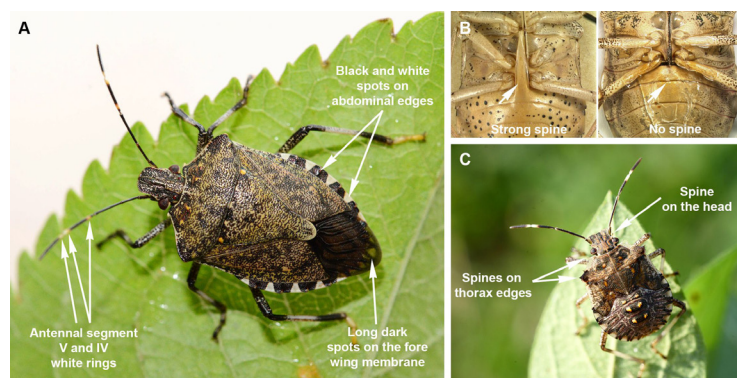 A
Black and white
spots on
abdominal edges
Antennal segment
V and IV
white rings
Long dark
spots on the fore
wing membrane
B
Strong spine
No spine
C
Spine
on the head
Spines on
thorax edges